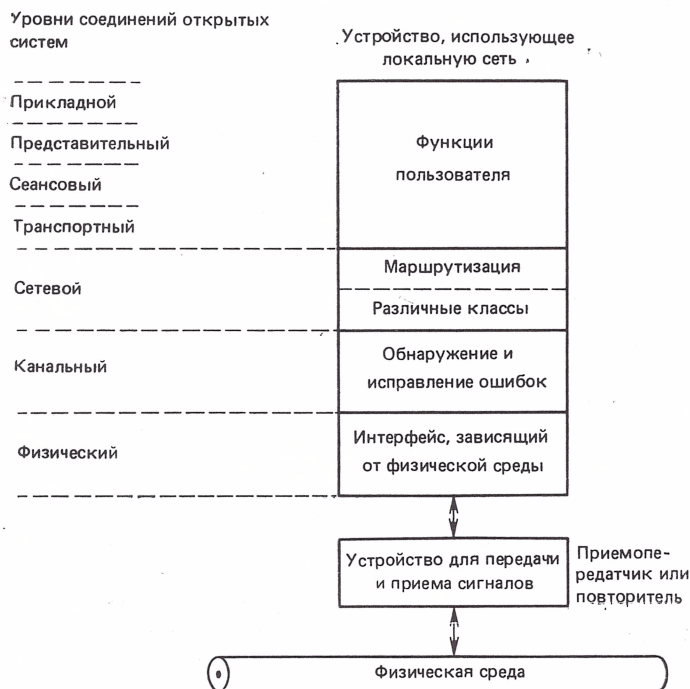 Уровни соединений открытых
систем
Устройство, использующее
локальную сеть
Прикладной
Представительный
Сеансовый
Транспортный
Функции
пользователя
Сетевой
Маршрутизация
Различные классы
Канальный
Обнаружение и
исправление ошибок
Физический
Интерфейс, зависящий
от физической среды
Устройство для передачи
и приема сигналов
Приемопе-
редатчик или
повторитель
Физическая среда